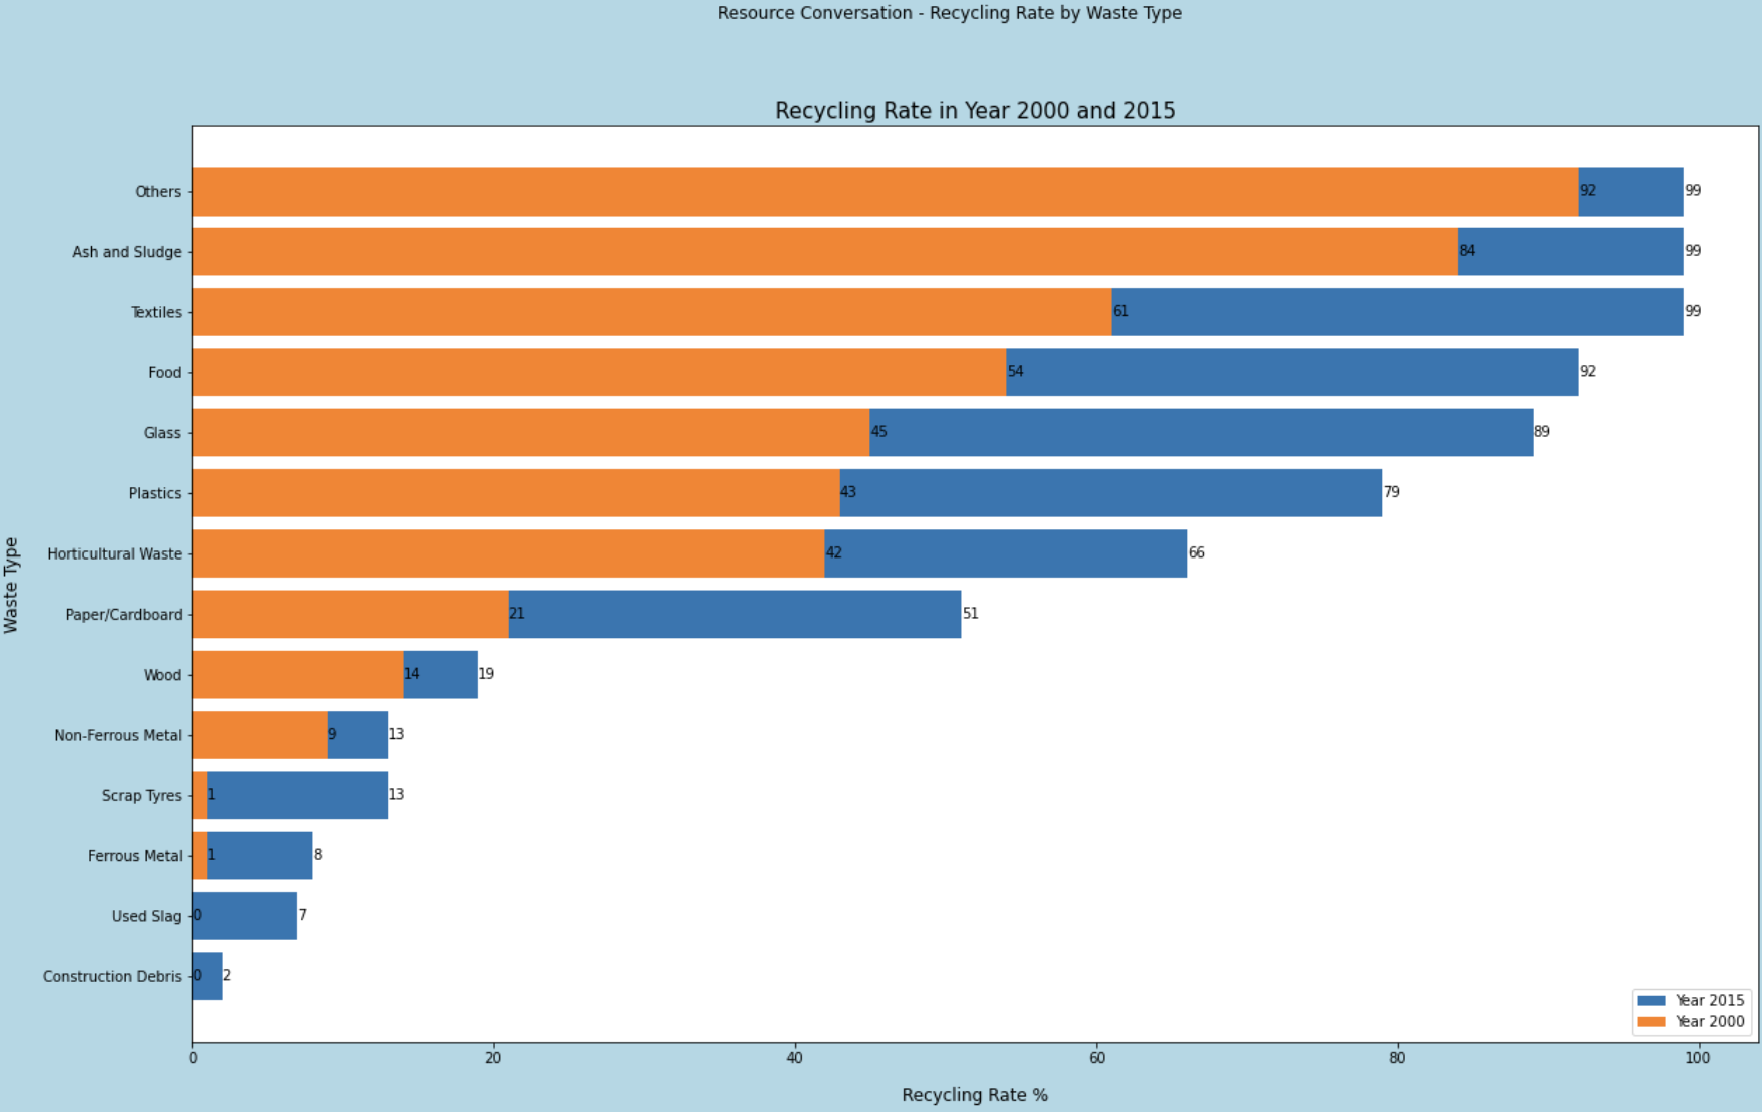 Resource Conversation - Recycling Rate by Waste Type
Recycling Rate in Year 2000 and 2015
Waste Type
Others 92 99
Ash and Sludge 84 99
Textiles 61 99
Food 54 92
Glass 45 89
Plastics 43 79
Horticultural Waste 42 66
Paper/Cardboard 21 51
Wood 14 19
Non-Ferrous Metal 9 13
Scrap Tyres 1 13
Ferrous Metal 1 8
Used Slag 0 7
Construction Debris 0 2
Year 2015
Year 2000
0 20 40 60 80 100
Recycling Rate %